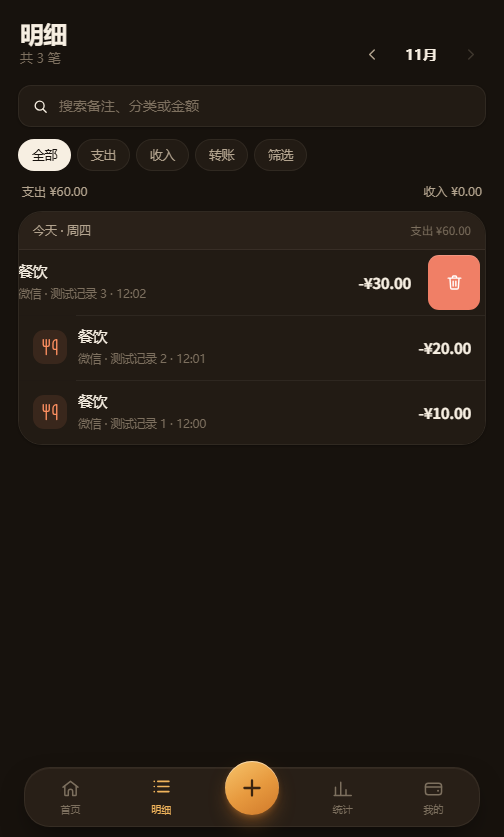 明细
共 3 笔
11月
搜索备注、分类或金额
全部 支出 收入 转账 筛选
支出 ¥60.00 收入 ¥0.00
今天 · 周四 支出 ¥60.00
餐饮
微信 · 测试记录 3 · 12:02
-¥30.00
餐饮
微信 · 测试记录 2 · 12:01
-¥20.00
餐饮
微信 · 测试记录 1 · 12:00
-¥10.00
首页 明细 统计 我的